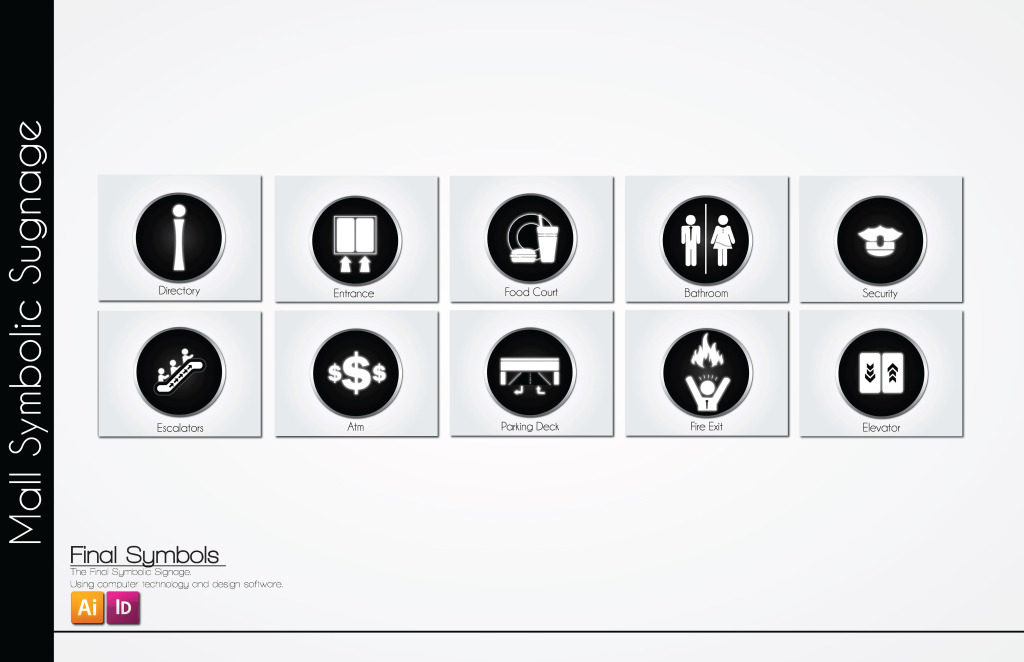 Mall Symbolic Sugnage
Directory
Entrance
Food Court
Bathroom
Security
Escalators
Atm
$$$
Parking Deck
Fire Exit
Elevator
Final Symbols
The Final Symbolic Signage.
Using computer technology and design software.
Ai
ID